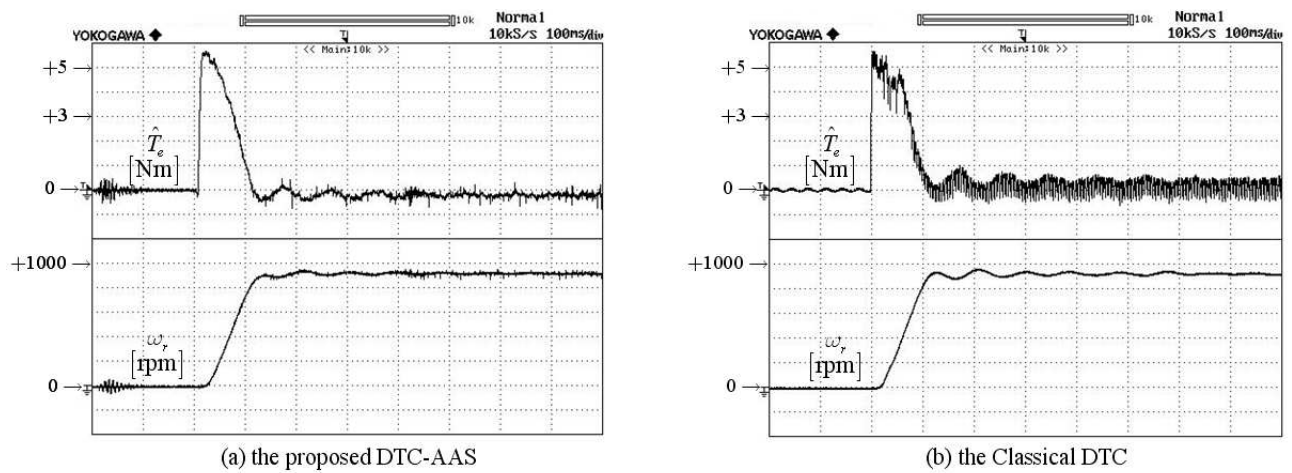 10k Normal
YOKOGAWA ◆ << Main:10k >> 10kS/s 100ms/div
+5
+3
T̂e
[Nm]
0
+1000
ωr
[rpm]
0
(a) the proposed DTC-AAS
10k Normal
YOKOGAWA ◆ << Main:10k >> 10kS/s 100ms/div
+5
+3
T̂e
[Nm]
0
+1000
ωr
[rpm]
0
(b) the Classical DTC